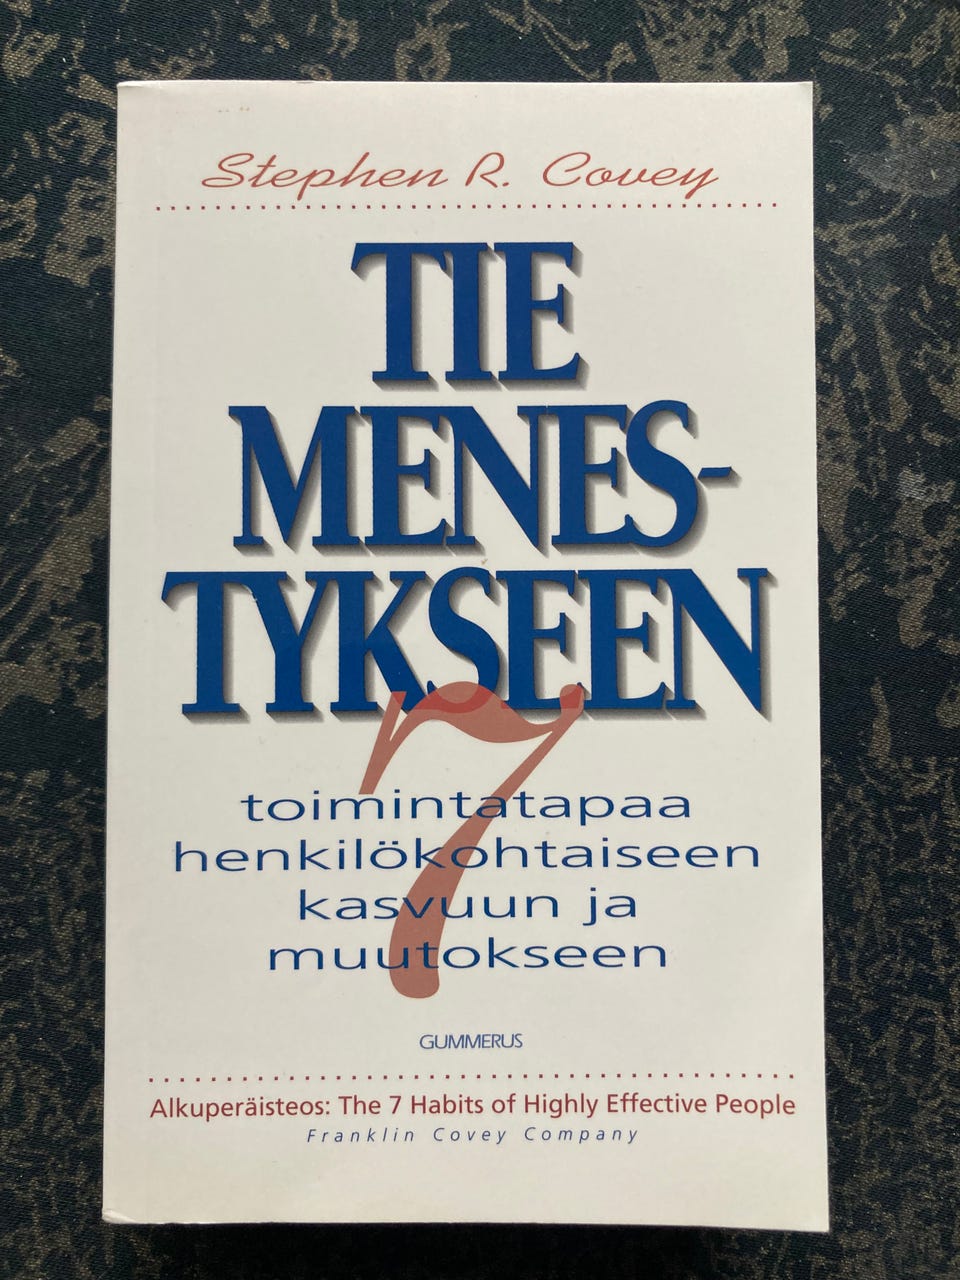 Stephen R. Covey
TIE
MENES-
TYKSEEN
7
toimintatapaa
henkilökohtaiseen
kasvuun ja
muutokseen
GUMMERUS
Alkuperäisteos: The 7 Habits of Highly Effective People
Franklin Covey Company